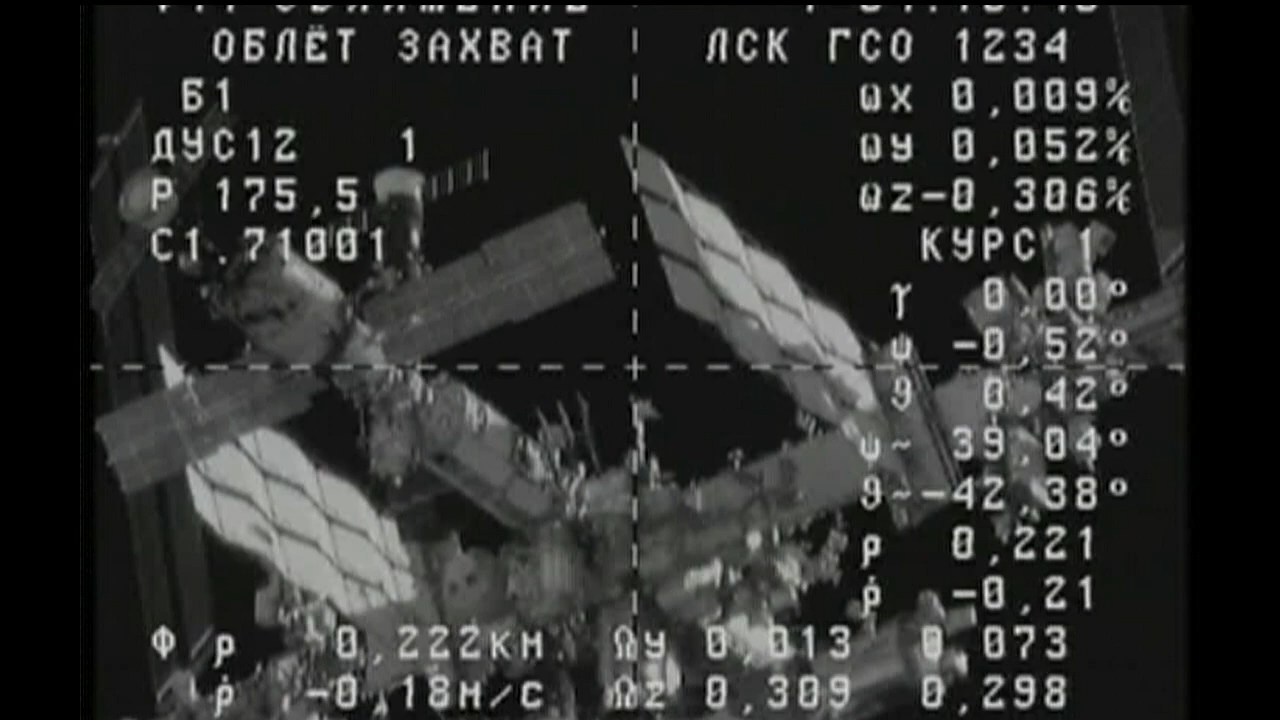 ОБЛЁТ ЗАХВАТ ЛСК ГСО 1234
Б1 ωx 0,009%
ДУС12 1 ωу 0,052%
Р 175,5 ωz-0,306%
С1.71001 КУРС 1
γ 0,00°
ψ -0,52°
ϑ 0,42°
ψ~ 39,04°
ϑ~-42,38°
ρ 0,221
ρ̇ -0,21
Ф ρ 0,222км Ωу 0,013 0,073
ρ̇ -0,18м/с Ωz 0,309 0,298